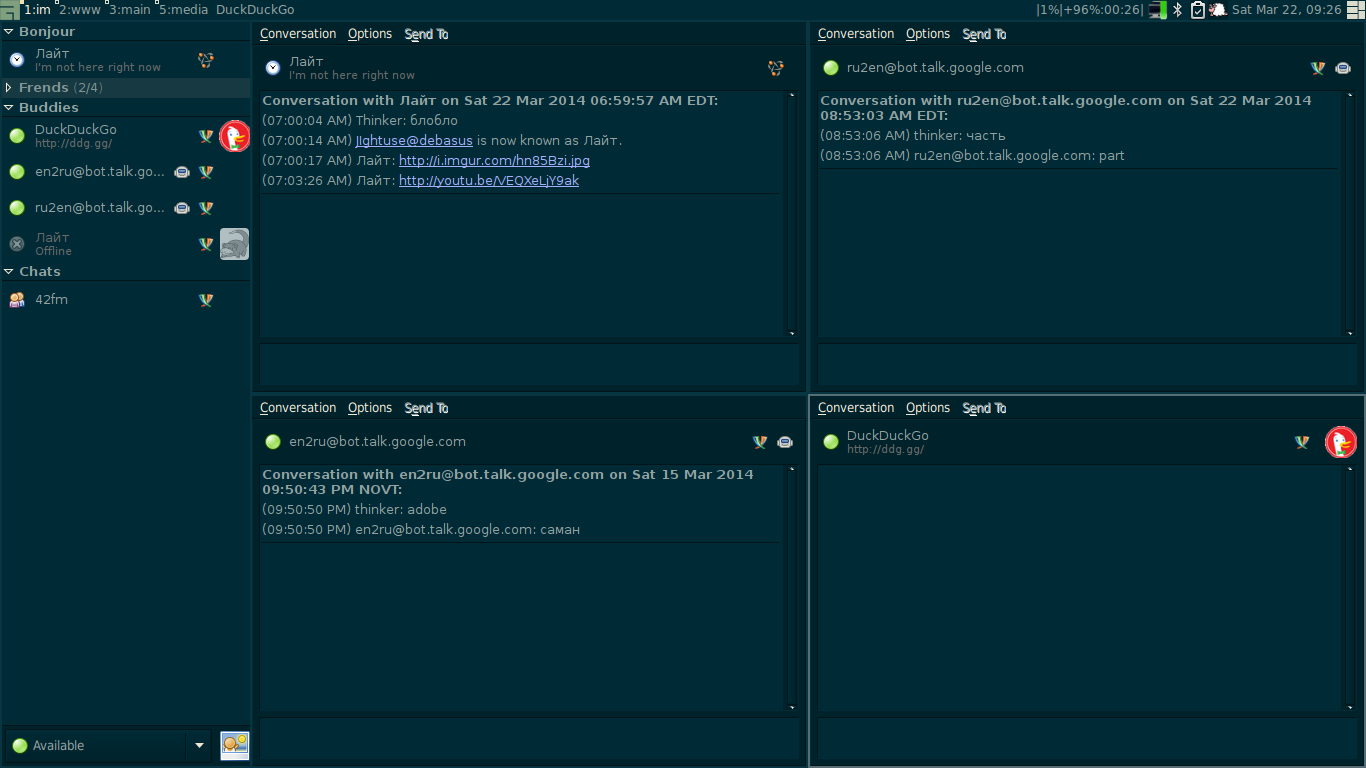 1:im 2:www 3:main 5:media DuckDuckGo |1%|+96%:00:26| Sat Mar 22, 09:26
Bonjour
Лайт
I'm not here right now
Frends (2/4)
Buddies
DuckDuckGo
http://ddg.gg/
en2ru@bot.talk.go...
ru2en@bot.talk.go...
Лайт
Offline
Chats
42fm
Available
Conversation Options Send To
Лайт
I'm not here right now
Conversation with Лайт on Sat 22 Mar 2014 06:59:57 AM EDT:
(07:00:04 AM) Thinker: блобло
(07:00:14 AM) JIghtuse@debasus is now known as Лайт.
(07:00:17 AM) Лайт: http://i.imgur.com/hn85Bzi.jpg
(07:03:26 AM) Лайт: http://youtu.be/VEQXeLjY9ak
Conversation Options Send To
ru2en@bot.talk.google.com
Conversation with ru2en@bot.talk.google.com on Sat 22 Mar 2014
08:53:03 AM EDT:
(08:53:06 AM) thinker: часть
(08:53:06 AM) ru2en@bot.talk.google.com: part
Conversation Options Send To
en2ru@bot.talk.google.com
Conversation with en2ru@bot.talk.google.com on Sat 15 Mar 2014
09:50:43 PM NOVT:
(09:50:50 PM) thinker: adobe
(09:50:50 PM) en2ru@bot.talk.google.com: саман
Conversation Options Send To
DuckDuckGo
http://ddg.gg/